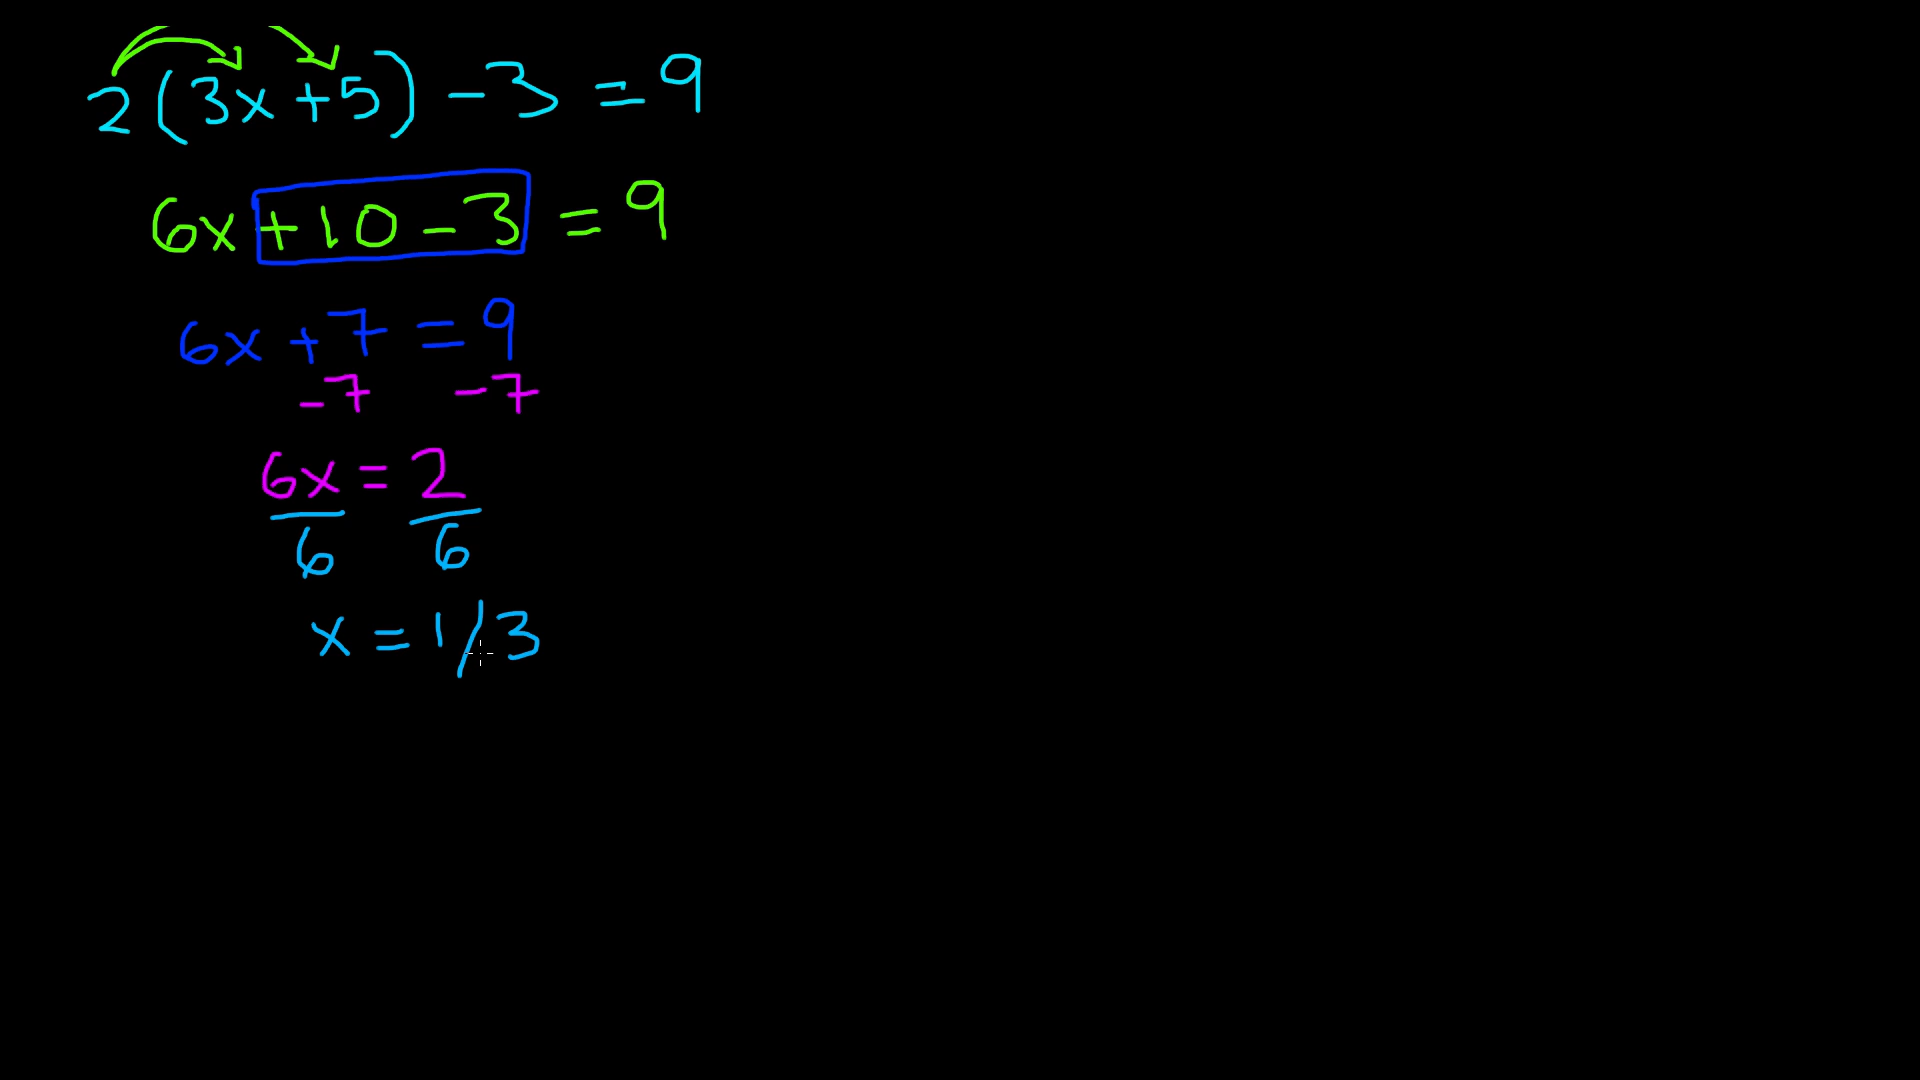 2(3x+5)-3=9
6x+10-3=9
6x+7=9
-7 -7
6x=2
6 6
x=1/3